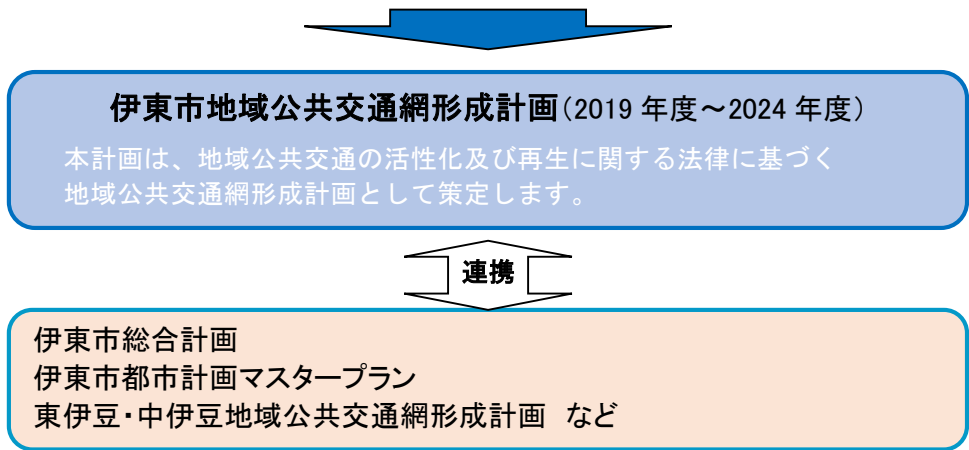 伊東市地域公共交通網形成計画（2019 年度～2024 年度）
本計画は、地域公共交通の活性化及び再生に関する法律に基づく
地域公共交通網形成計画として策定します。
連携
伊東市総合計画
伊東市都市計画マスタープラン
東伊豆・中伊豆地域公共交通網形成計画　など